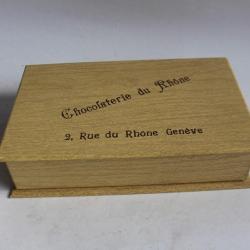 Chocolaterie du Rhône
2, Rue du Rhone Genève